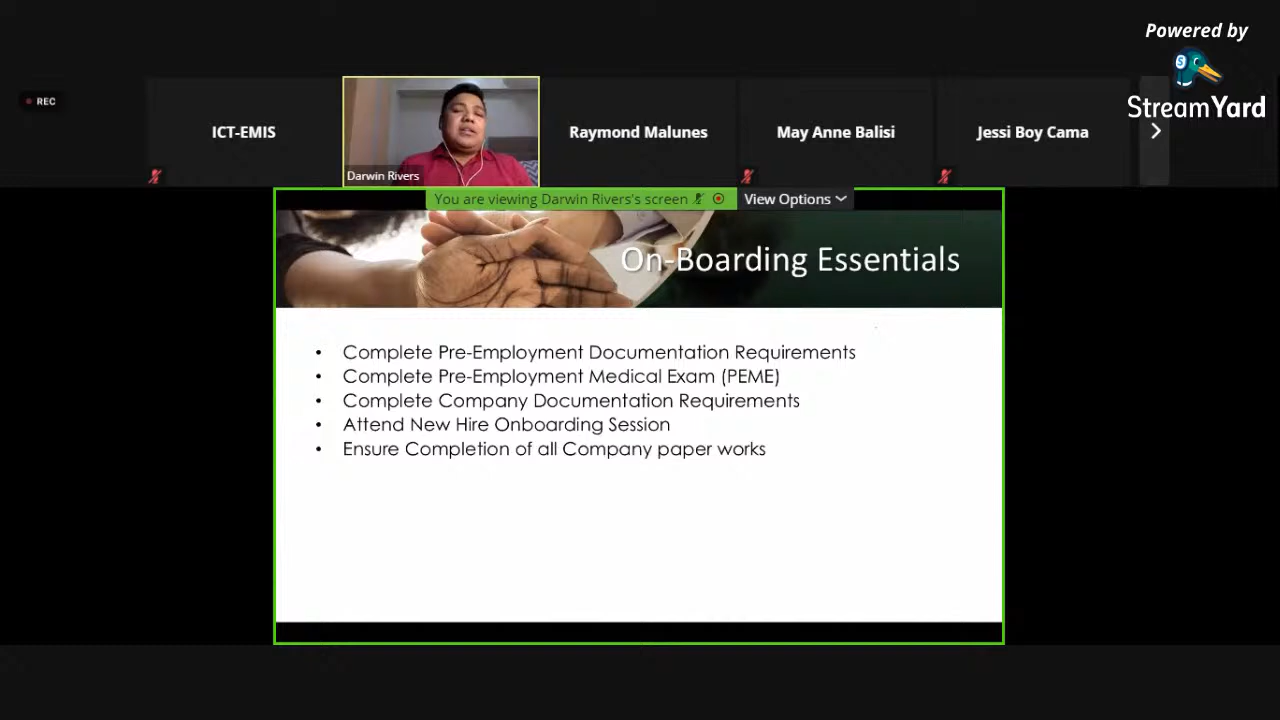 Powered by
StreamYard
REC
ICT-EMIS
Darwin Rivers
Raymond Malunes
May Anne Balisi
Jessi Boy Cama
You are viewing Darwin Rivers's screen
View Options
On-Boarding Essentials
• Complete Pre-Employment Documentation Requirements
• Complete Pre-Employment Medical Exam (PEME)
• Complete Company Documentation Requirements
• Attend New Hire Onboarding Session
• Ensure Completion of all Company paper works